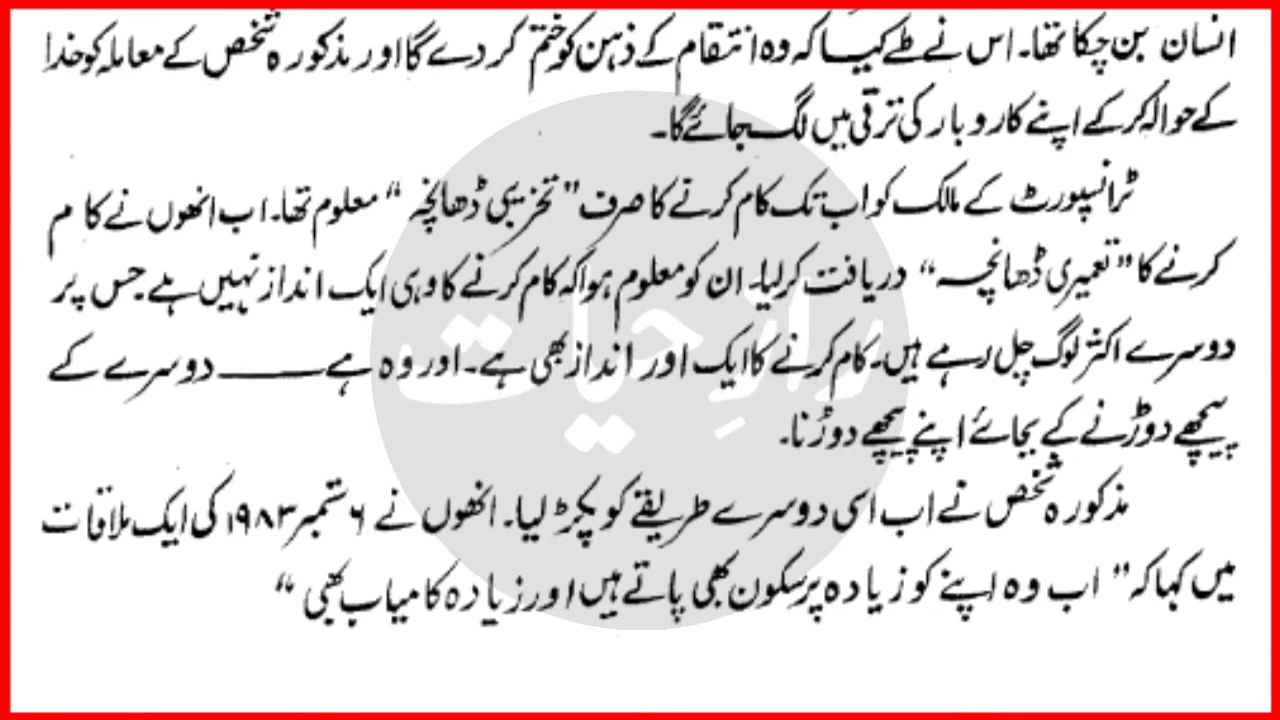 انسان بن چکا تھا۔ اس نے طے کیا کہ وہ انتقام کے ذہن کو ختم کر دے گا اور مذکورہ شخص کے معاملہ کو خدا
کے حوالہ کر کے اپنے کاروبار کی ترقی میں لگ جائے گا۔
ٹرانسپورٹ کے مالک کو اب تک کام کرنے کا صرف "تخریبی ڈھانچہ" معلوم تھا۔ اب انھوں نے کام
کرنے کا "تعمیری ڈھانچہ" دریافت کر لیا۔ ان کو معلوم ہوا کہ کام کرنے کا وہی ایک انداز نہیں ہے جس پر
دوسرے اکثر لوگ چل رہے ہیں۔ کام کرنے کا ایک اور انداز بھی ہے۔ اور وہ ہے ـــــــ دوسرے کے
پیچھے دوڑنے کے بجائے اپنے پیچھے دوڑنا۔
مذکورہ شخص نے اب اسی دوسرے طریقے کو پکڑ لیا۔ انھوں نے ۶ ستمبر ۱۹۸۳ کی ایک ملاقات
میں کہا کہ "اب وہ اپنے کو زیادہ پرسکون بھی پاتے ہیں اور زیادہ کامیاب بھی"
رازِ حیات